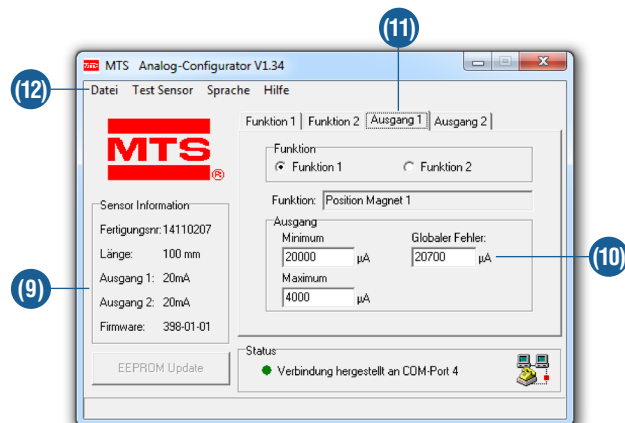 (11)
MTS Analog-Configurator V1.34
(12)
Datei Test Sensor Sprache Hilfe
Funktion 1 Funktion 2 Ausgang 1 Ausgang 2
MTS®
Funktion
Funktion 1 Funktion 2
Funktion: Position Magnet 1
Sensor Information
Fertigungsnr: 14110207
Länge: 100 mm
Ausgang 1: 20mA
Ausgang 2: 20mA
Firmware: 398-01-01
(9)
Ausgang
Minimum Globaler Fehler:
20000 µA 20700 µA
(10)
Maximum
4000 µA
EEPROM Update
Status
Verbindung hergestellt an COM-Port 4